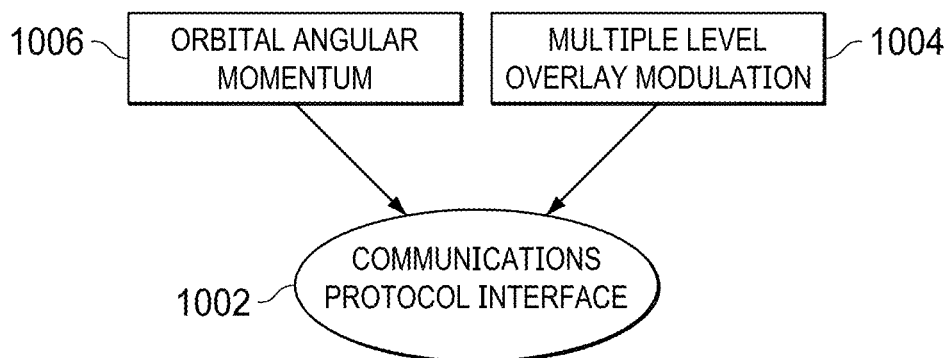 1006
ORBITAL ANGULAR
MOMENTUM
MULTIPLE LEVEL
OVERLAY MODULATION
1004
COMMUNICATIONS
PROTOCOL INTERFACE
1002